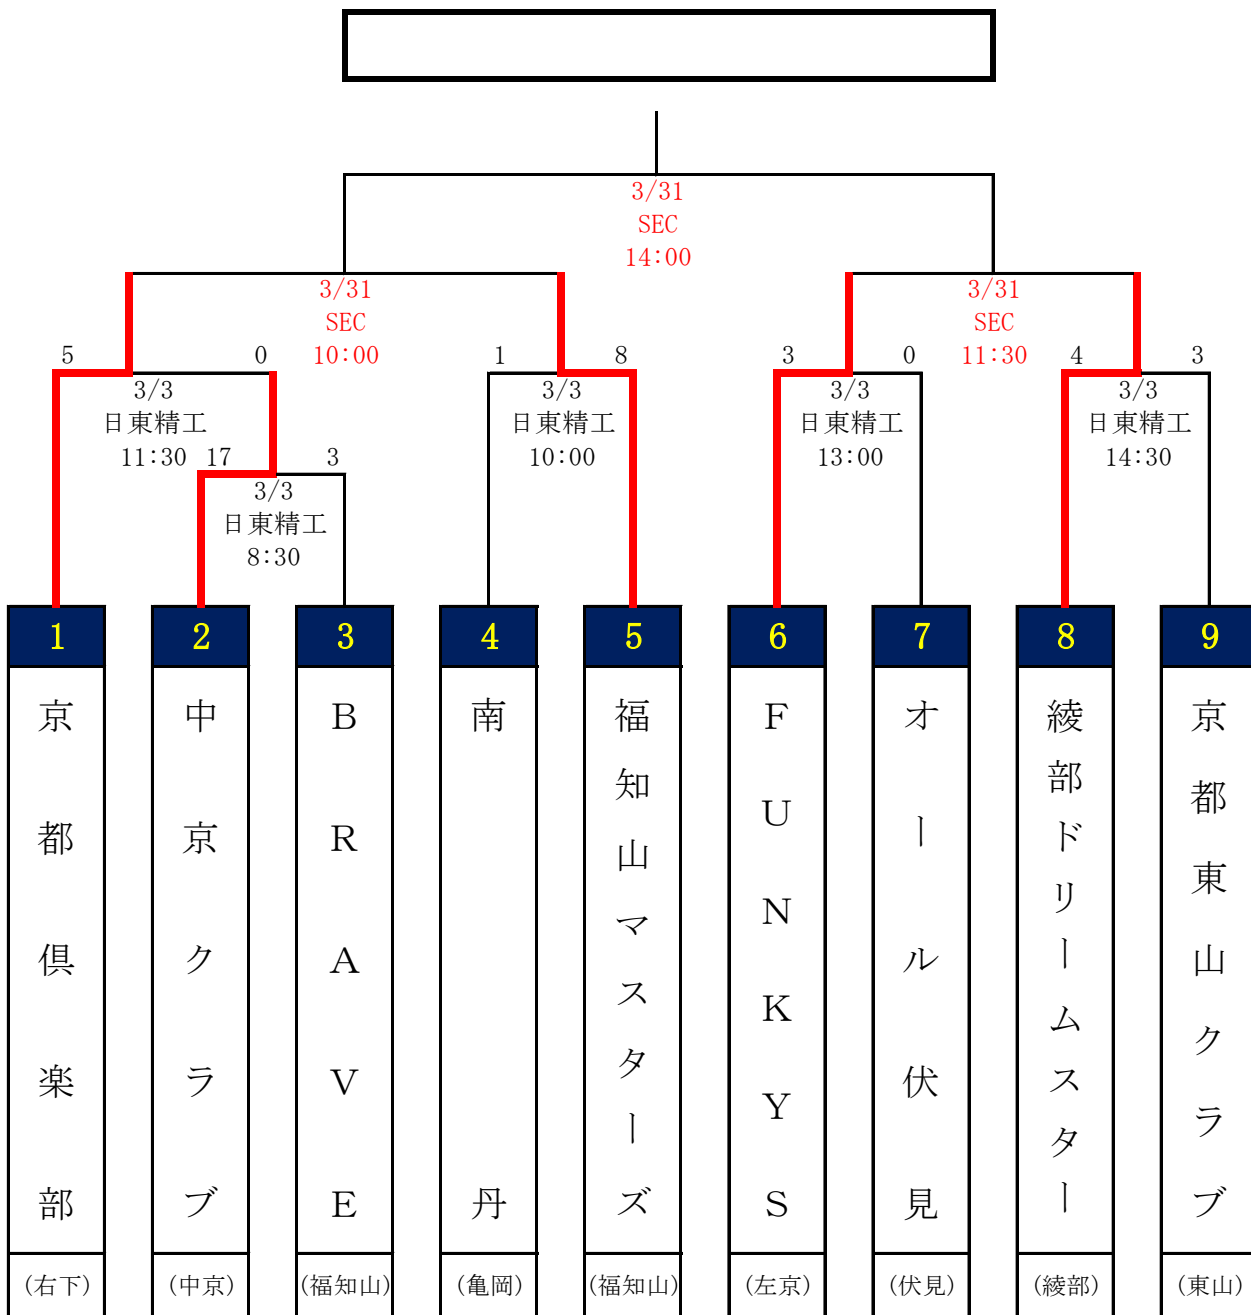 3/31
SEC
14:00
3/31
SEC
10:00
3/31
SEC
11:30
5
0
1
8
3
0
4
3
3/3
日東精工
11:30
3/3
日東精工
10:00
3/3
日東精工
13:00
3/3
日東精工
14:30
17
3
3/3
日東精工
8:30
1
2
3
4
5
6
7
8
9
京都倶楽部
中京クラブ
BRAVE
南丹
福知山マスターズ
FUNKYS
オール伏見
綾部ドリームスター
京都東山クラブ
(右下)
(中京)
(福知山)
(亀岡)
(福知山)
(左京)
(伏見)
(綾部)
(東山)